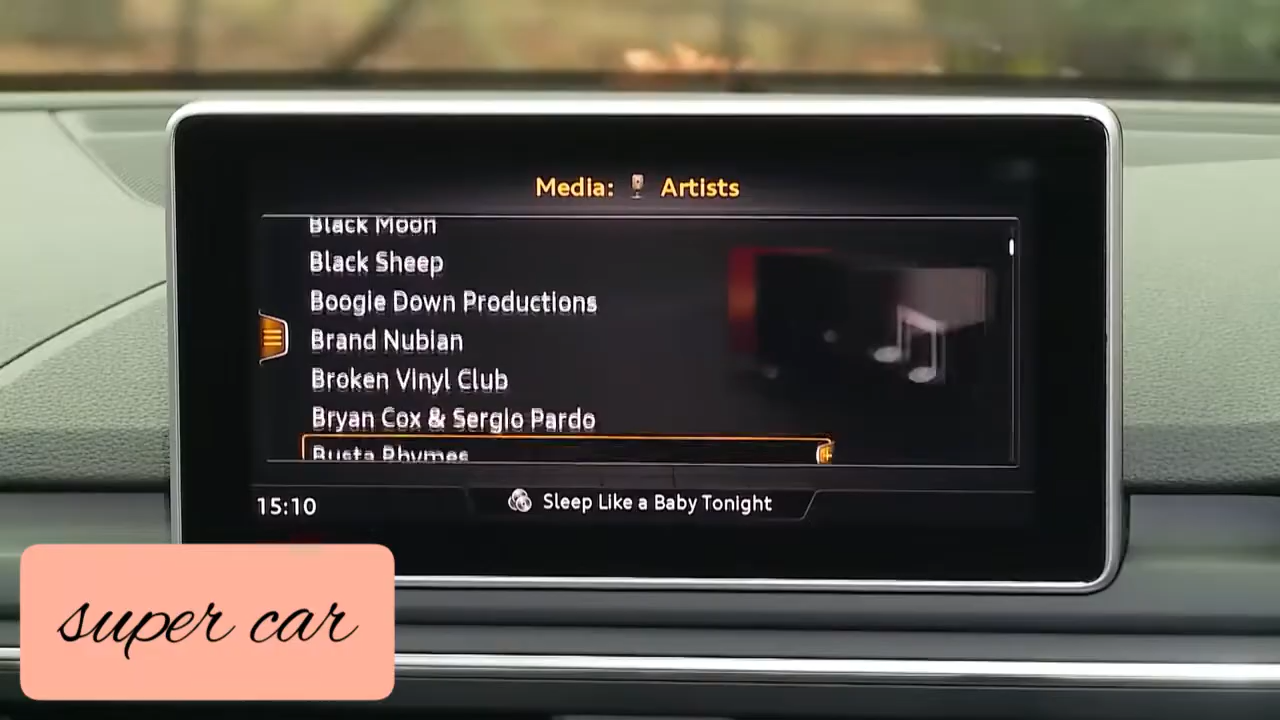 Media: Artists
Black Moon
Black Sheep
Boogie Down Productions
Brand Nubian
Broken Vinyl Club
Bryan Cox & Sergio Pardo
Busta Rhymes
15:10
Sleep Like a Baby Tonight
super car